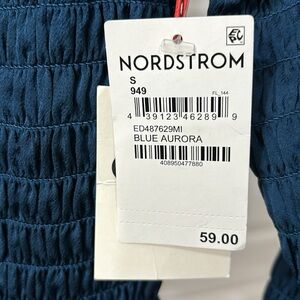 NORDSTROM
S
949
FL_144
4 39123 46289 9
ED487629MI
BLUE AURORA
408950477880
59.00